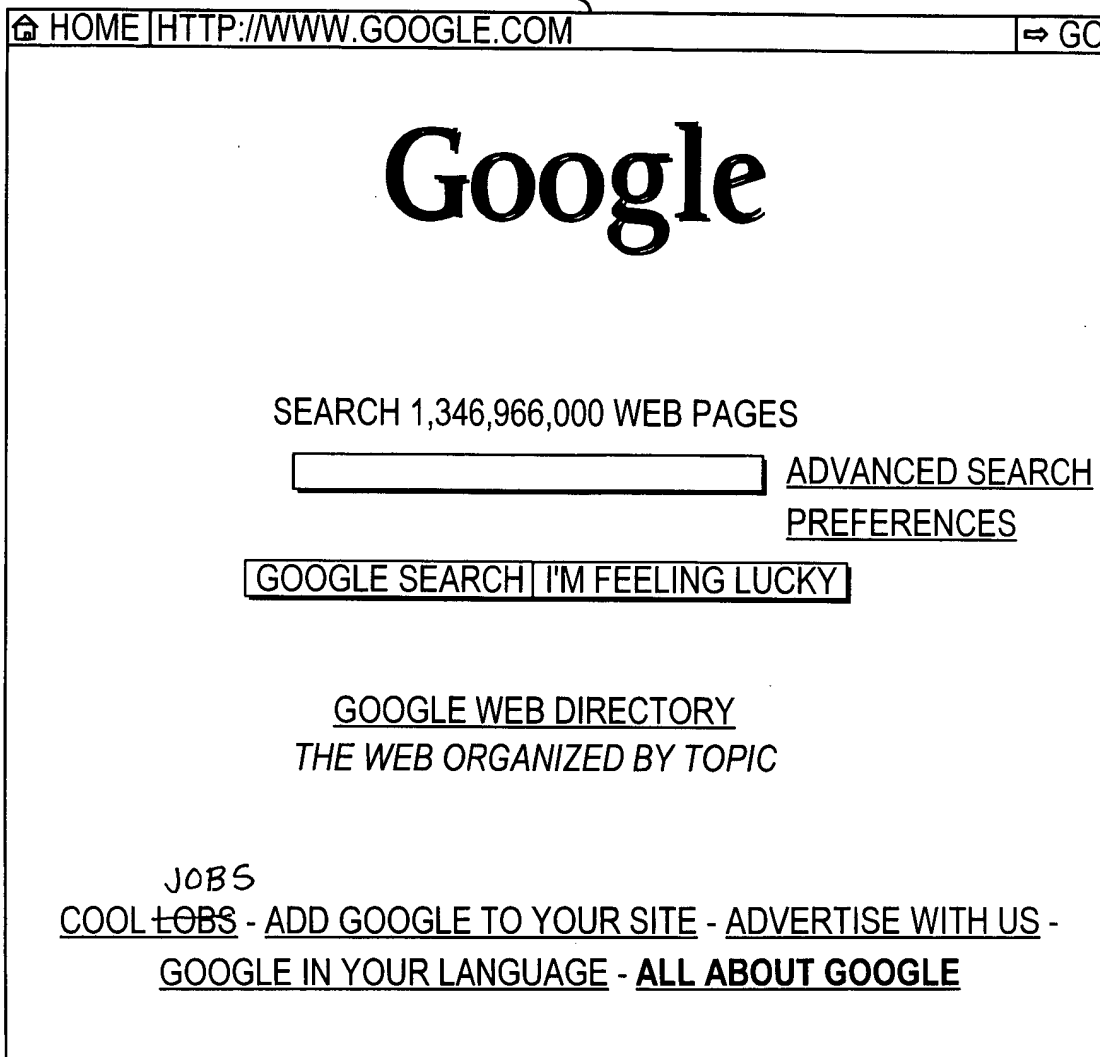 HOME HTTP://WWW.GOOGLE.COM ⇨ GO
Google
SEARCH 1,346,966,000 WEB PAGES
ADVANCED SEARCH
PREFERENCES
GOOGLE SEARCH I'M FEELING LUCKY
GOOGLE WEB DIRECTORY
THE WEB ORGANIZED BY TOPIC
JOBS
COOL LOBS - ADD GOOGLE TO YOUR SITE - ADVERTISE WITH US -
GOOGLE IN YOUR LANGUAGE - ALL ABOUT GOOGLE